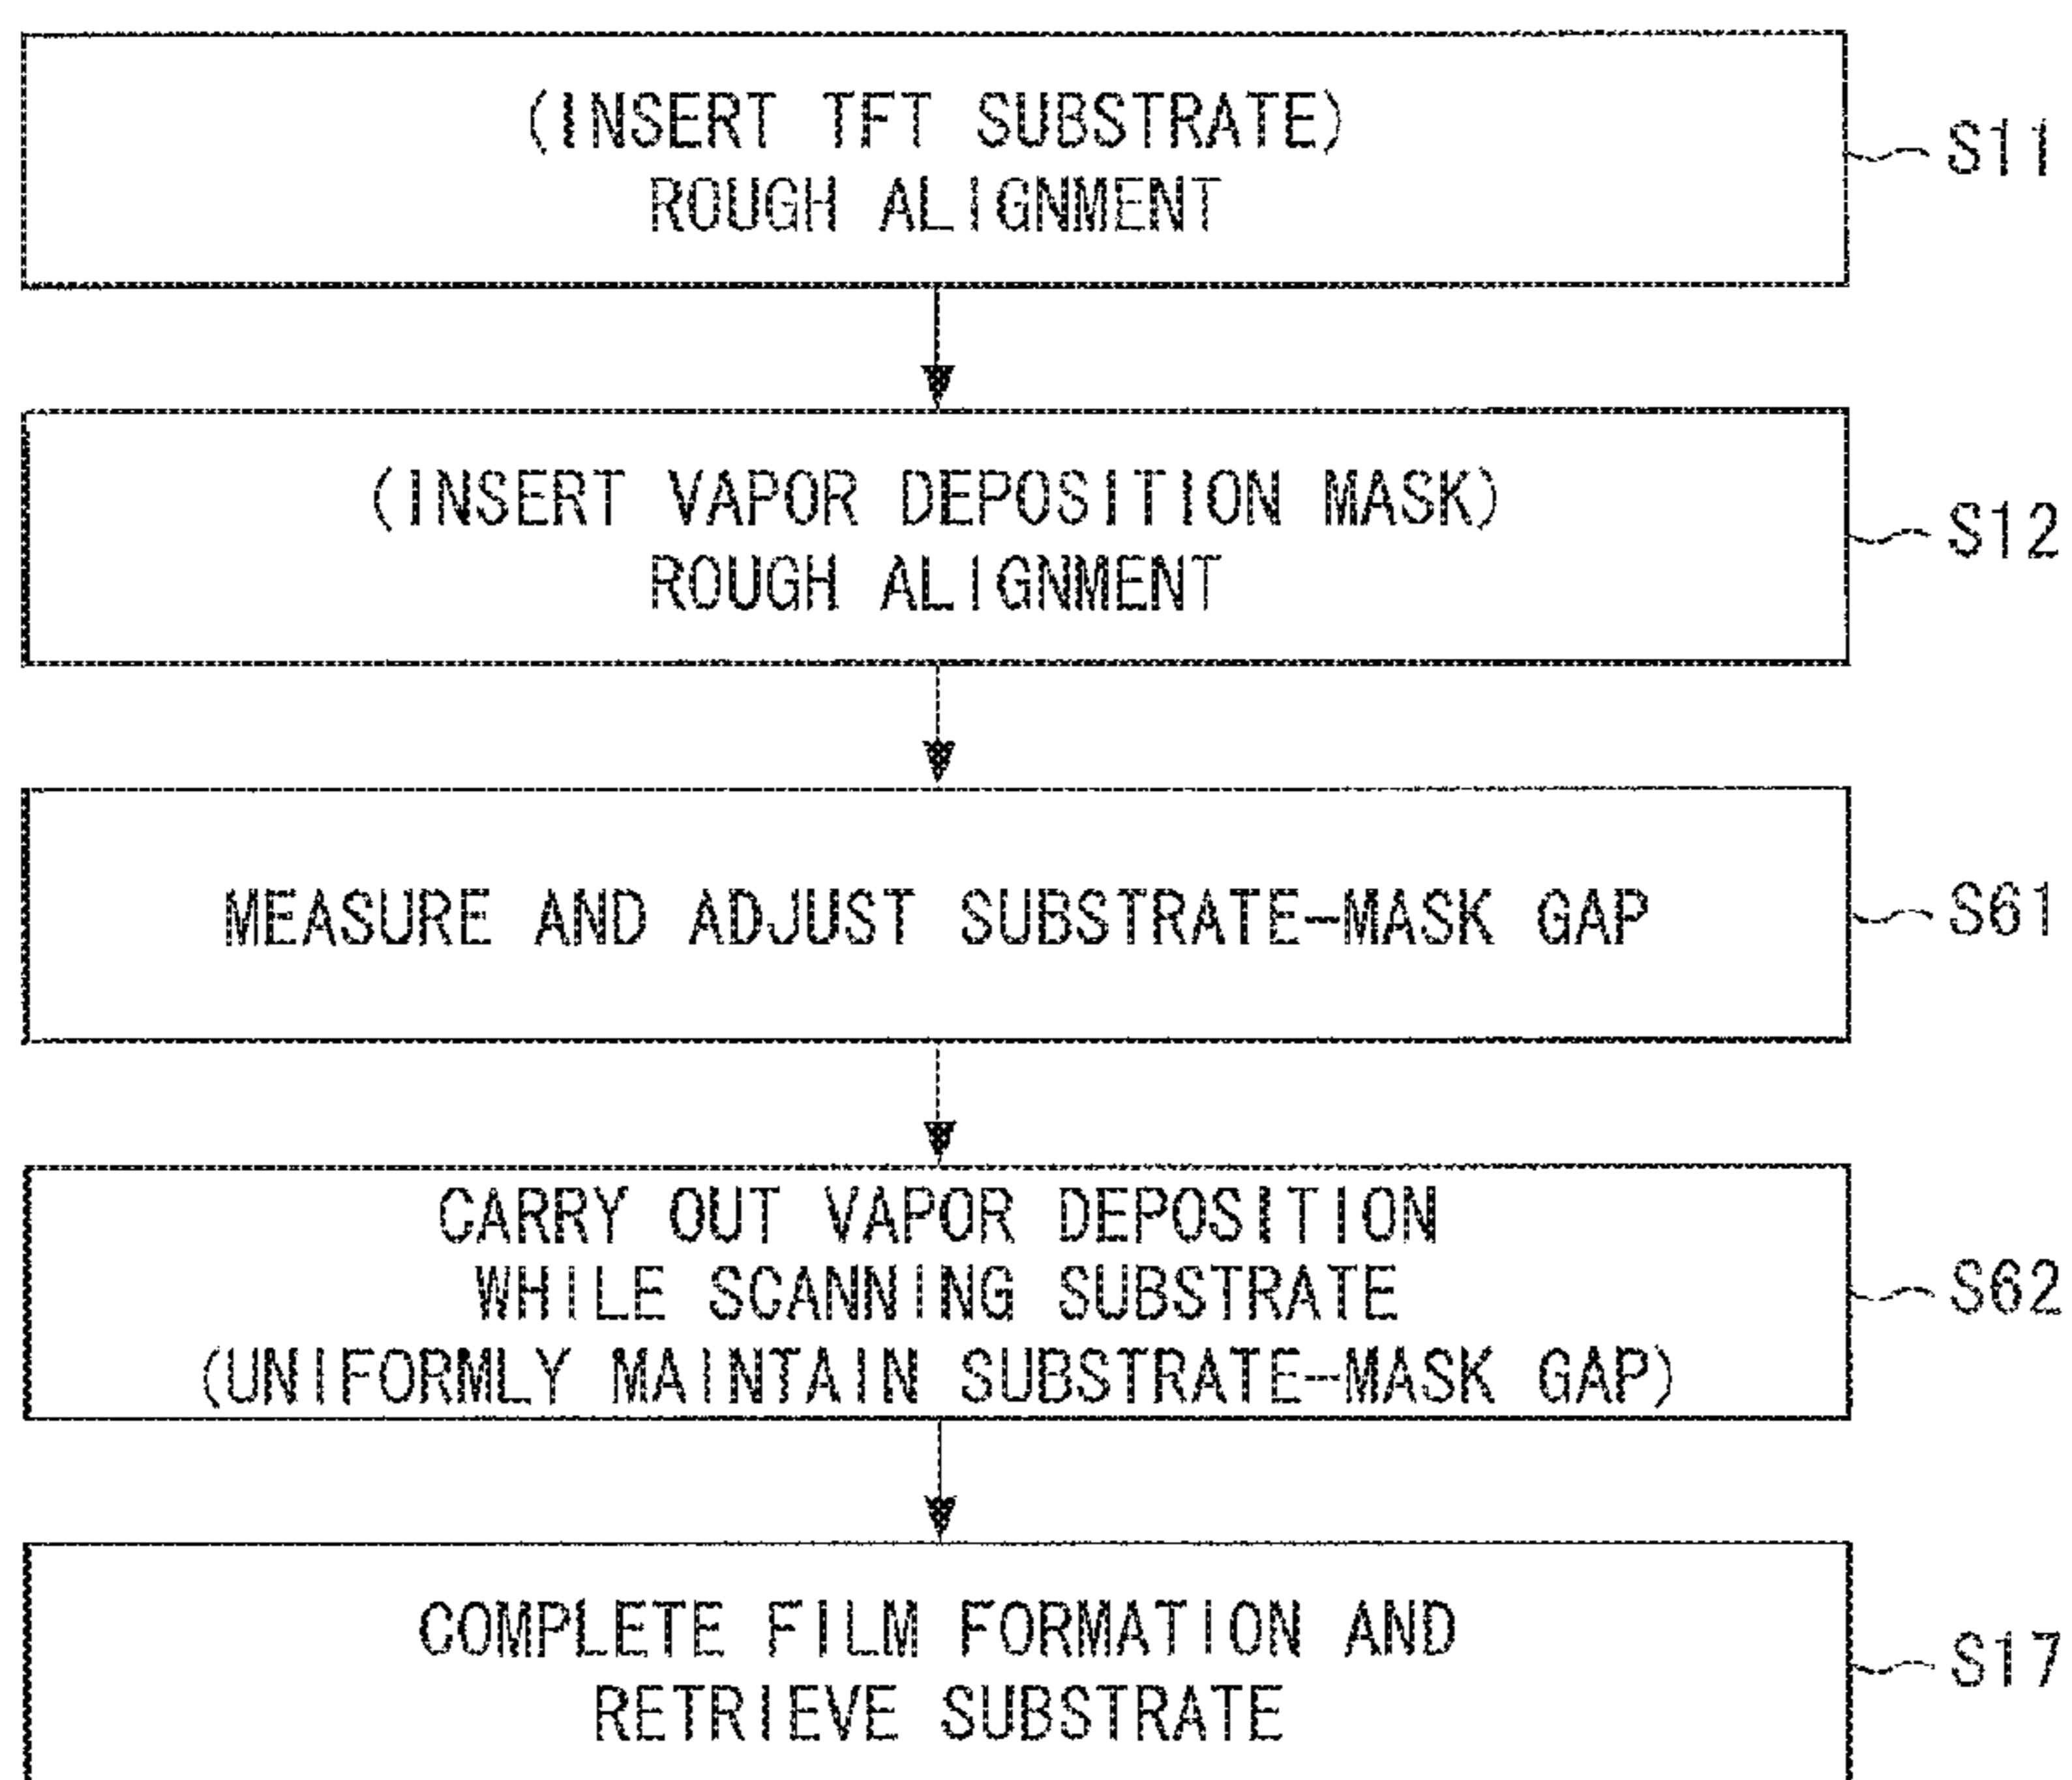 (INSERT TFT SUBSTRATE)
ROUGH ALIGNMENT
S11
(INSERT VAPOR DEPOSITION MASK)
ROUGH ALIGNMENT
S12
MEASURE AND ADJUST SUBSTRATE-MASK GAP
S61
CARRY OUT VAPOR DEPOSITION
WHILE SCANNING SUBSTRATE
(UNIFORMLY MAINTAIN SUBSTRATE-MASK GAP)
S62
COMPLETE FILM FORMATION AND
RETRIEVE SUBSTRATE
S17